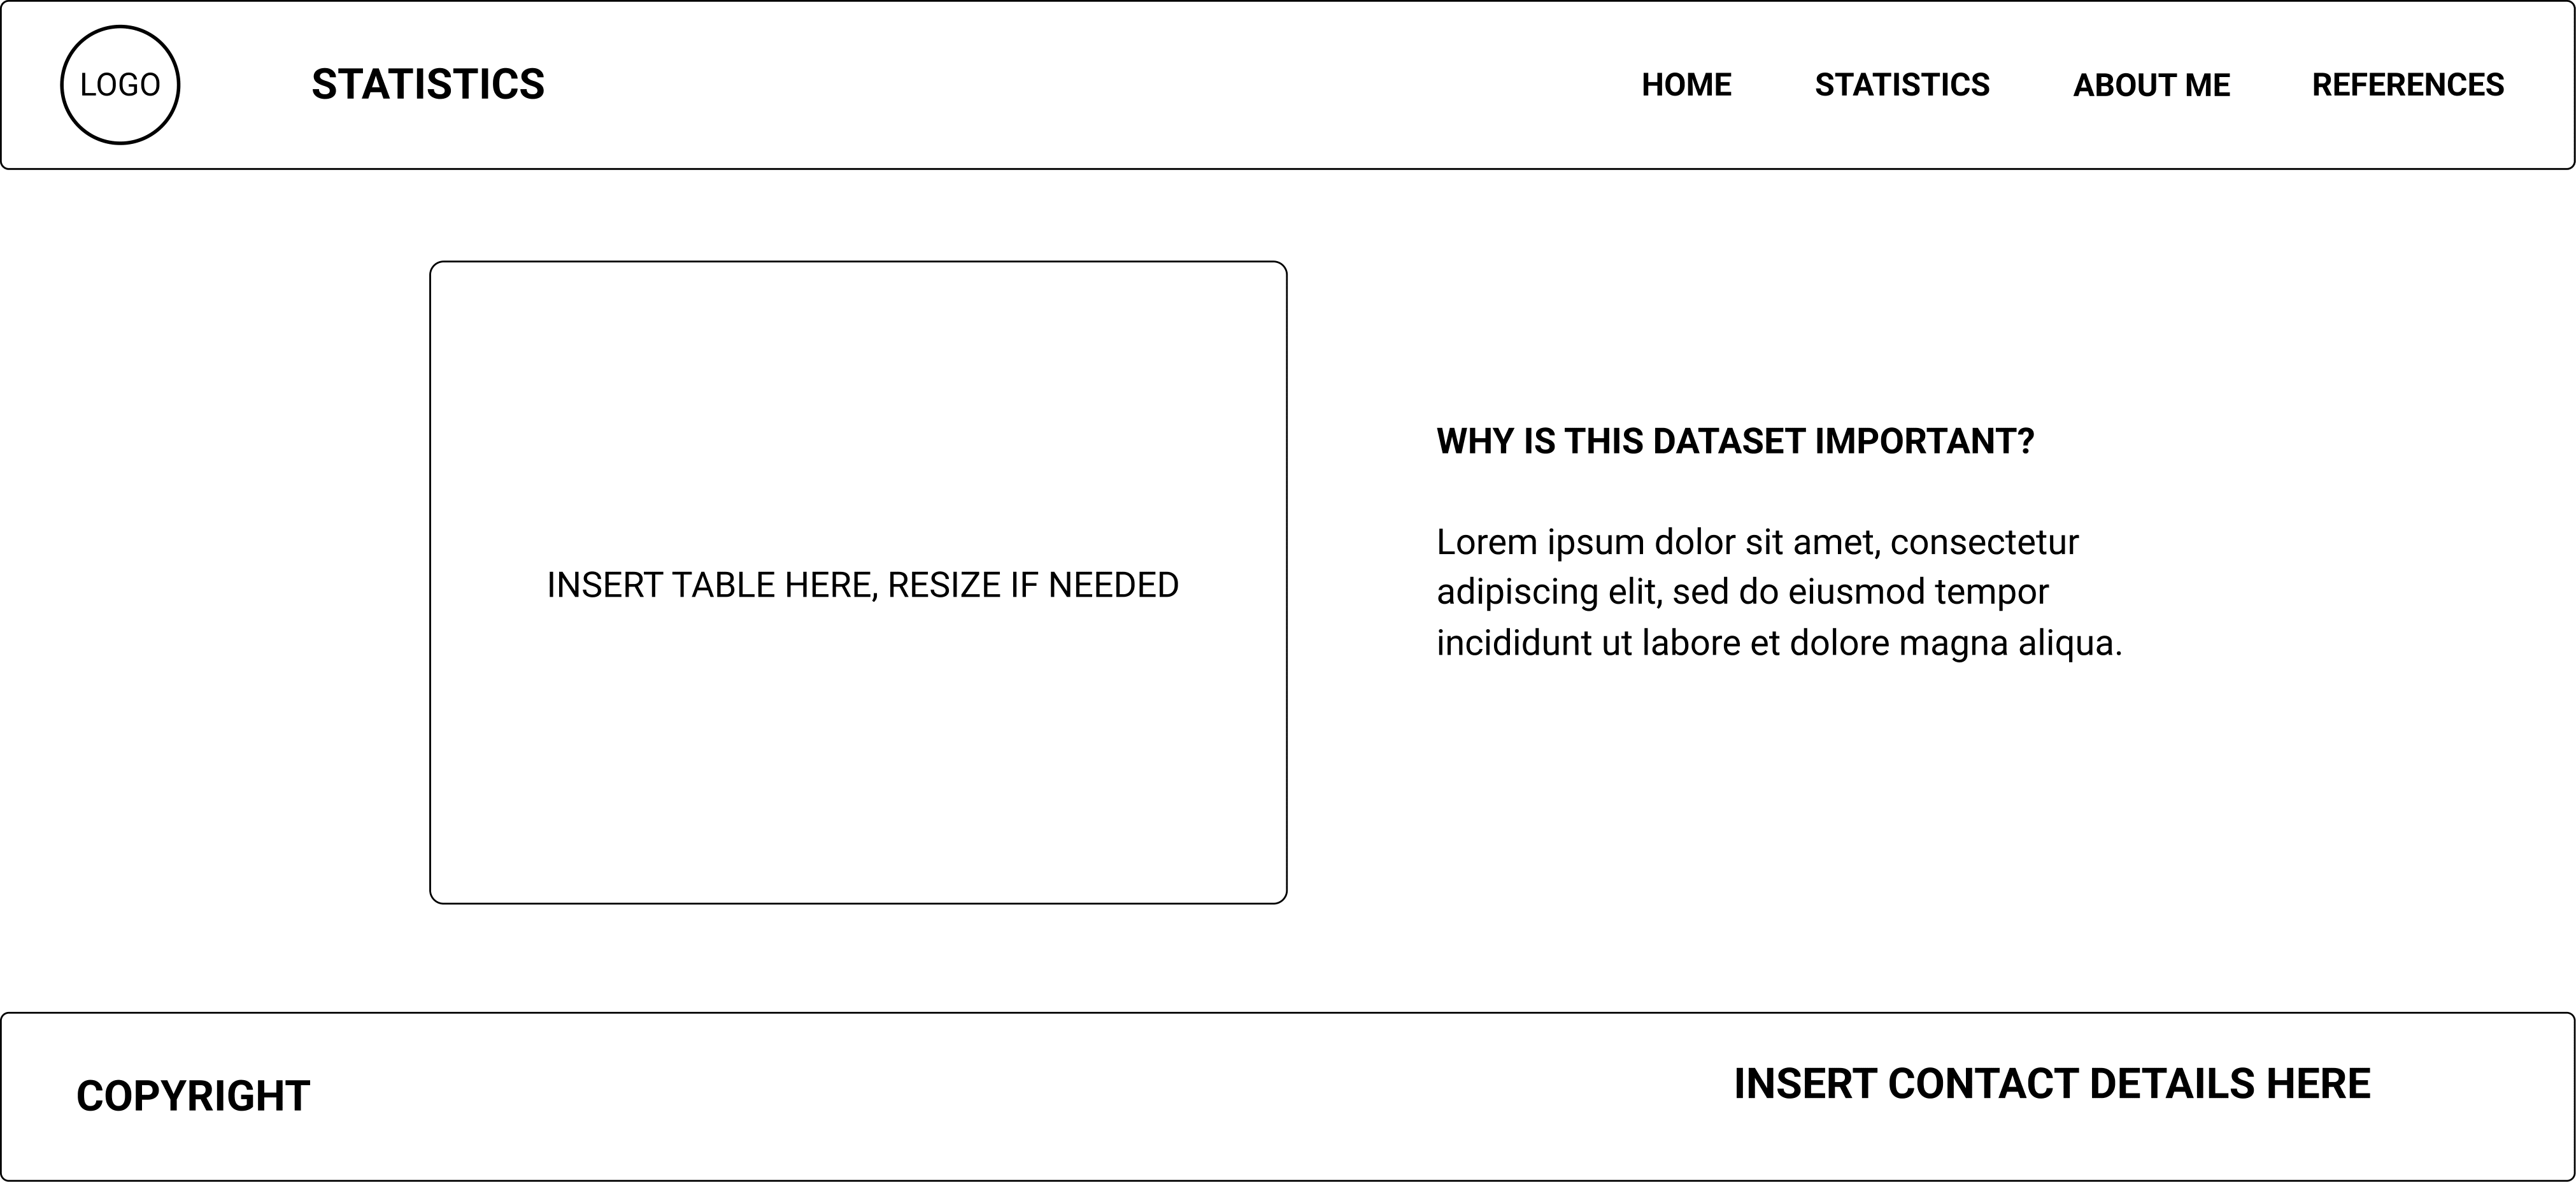 LOGO
STATISTICS
HOME
STATISTICS
ABOUT ME
REFERENCES
INSERT TABLE HERE, RESIZE IF NEEDED
WHY IS THIS DATASET IMPORTANT?
Lorem ipsum dolor sit amet, consectetur
adipiscing elit, sed do eiusmod tempor
incididunt ut labore et dolore magna aliqua.
COPYRIGHT
INSERT CONTACT DETAILS HERE